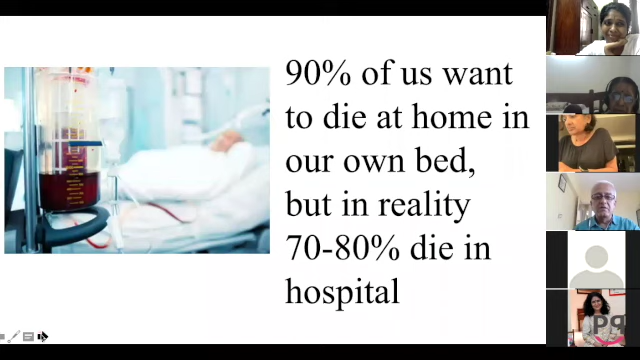 90% of us want
to die at home in
our own bed,
but in reality
70-80% die in
hospital